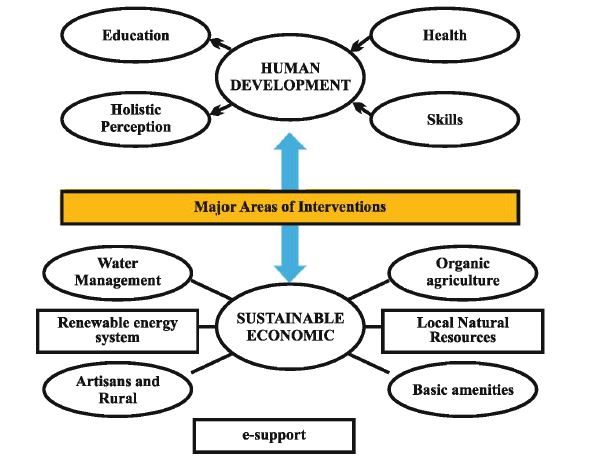 Education
Health
HUMAN
DEVELOPMENT
Holistic
Perception
Skills
Major Areas of Interventions
Water
Management
Organic
agriculture
Renewable energy
system
SUSTAINABLE
ECONOMIC
Local Natural
Resources
Artisans and
Rural
Basic amenities
e-support